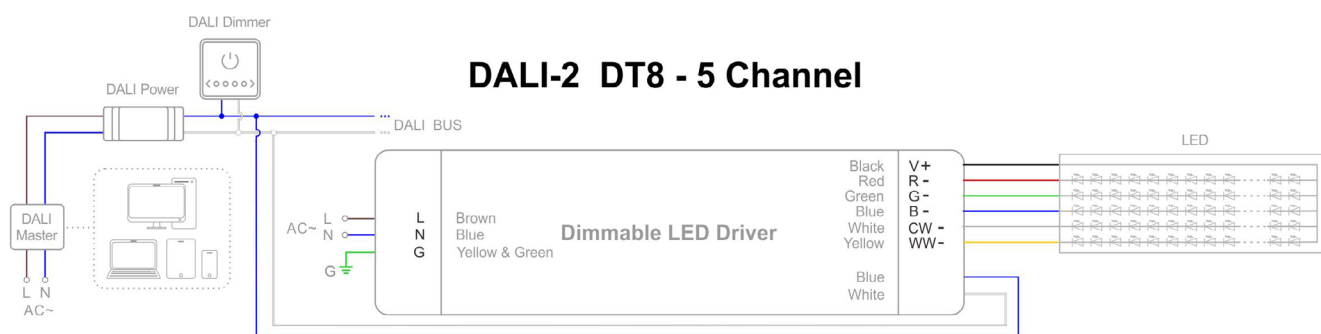 DALI Dimmer
DALI-2 DT8 - 5 Channel
DALI Power
DALI BUS
LED
DALI
Master
L N
AC~
AC~ L
N
G
L Brown
N Blue
G Yellow & Green
Dimmable LED Driver
Black V+
Red R-
Green G-
Blue B-
White CW -
Yellow WW-
Blue
White